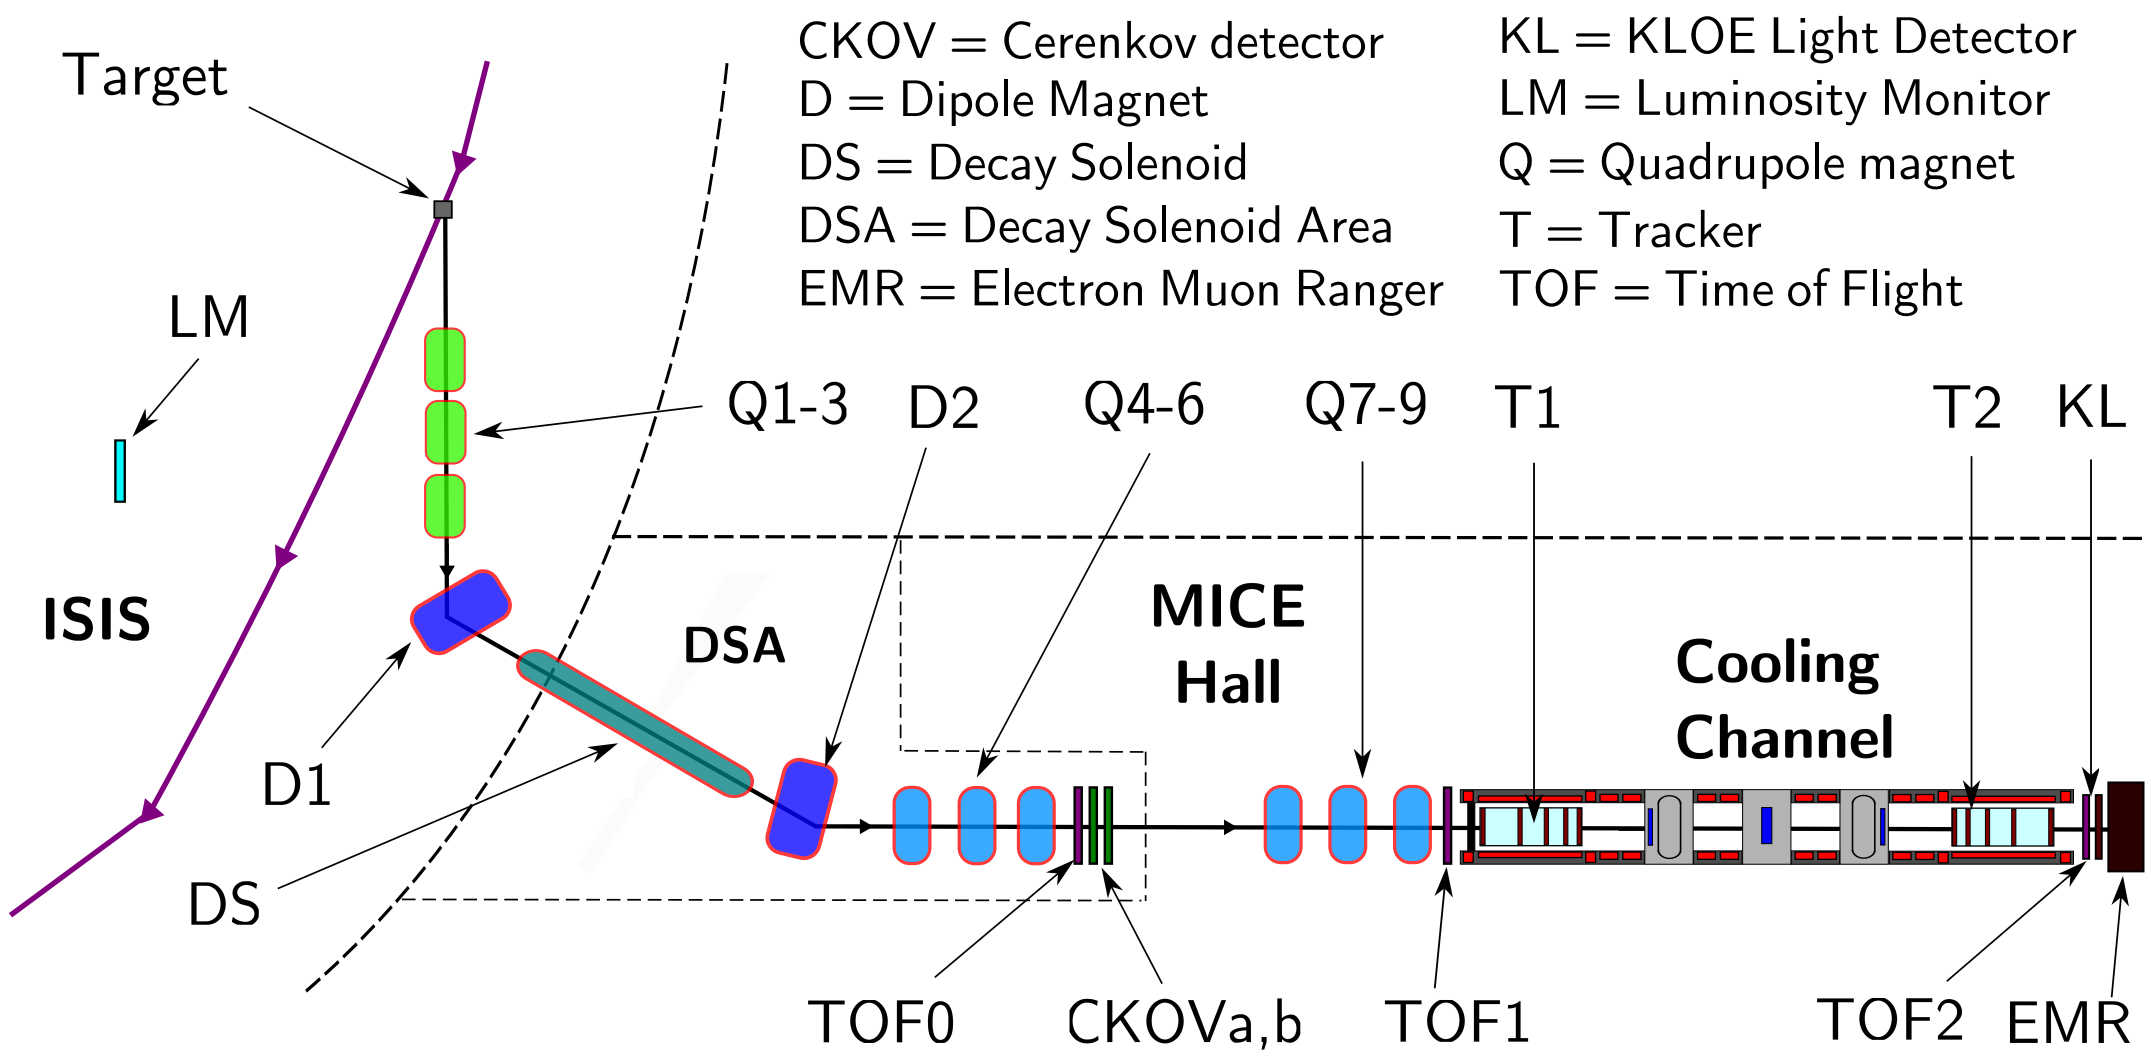 Target
CKOV = Cerenkov detector
D = Dipole Magnet
DS = Decay Solenoid
DSA = Decay Solenoid Area
EMR = Electron Muon Ranger
KL = KLOE Light Detector
LM = Luminosity Monitor
Q = Quadrupole magnet
T = Tracker
TOF = Time of Flight
LM
Q1-3
D2
Q4-6
Q7-9
T1
T2
KL
ISIS
DSA
MICE
Hall
Cooling
Channel
D1
DS
TOF0
CKOVa,b
TOF1
TOF2
EMR